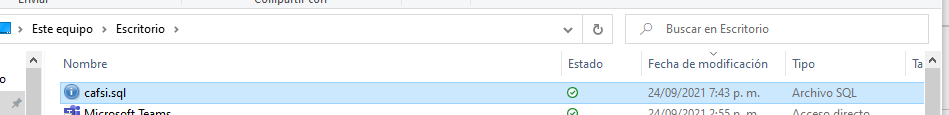 Enviar Compartir con
Este equipo Escritorio
Buscar en Escritorio
Nombre Estado Fecha de modificación Tipo Ta
cafsi.sql 24/09/2021 7:43 p. m. Archivo SQL
Microsoft Teams 24/09/2021 2:55 p. m. Acceso directo